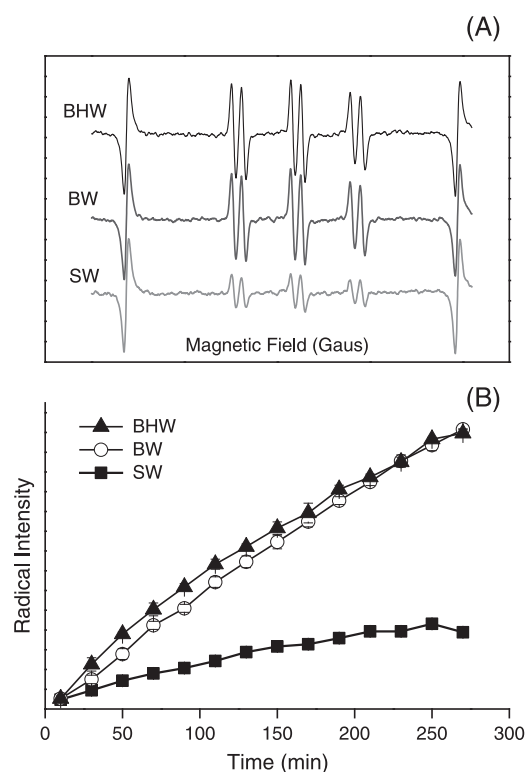 (A)
BHW
BW
SW
Magnetic Field (Gaus)
(B)
BHW
BW
SW
Radical Intensity
0 50 100 150 200 250 300
Time (min)